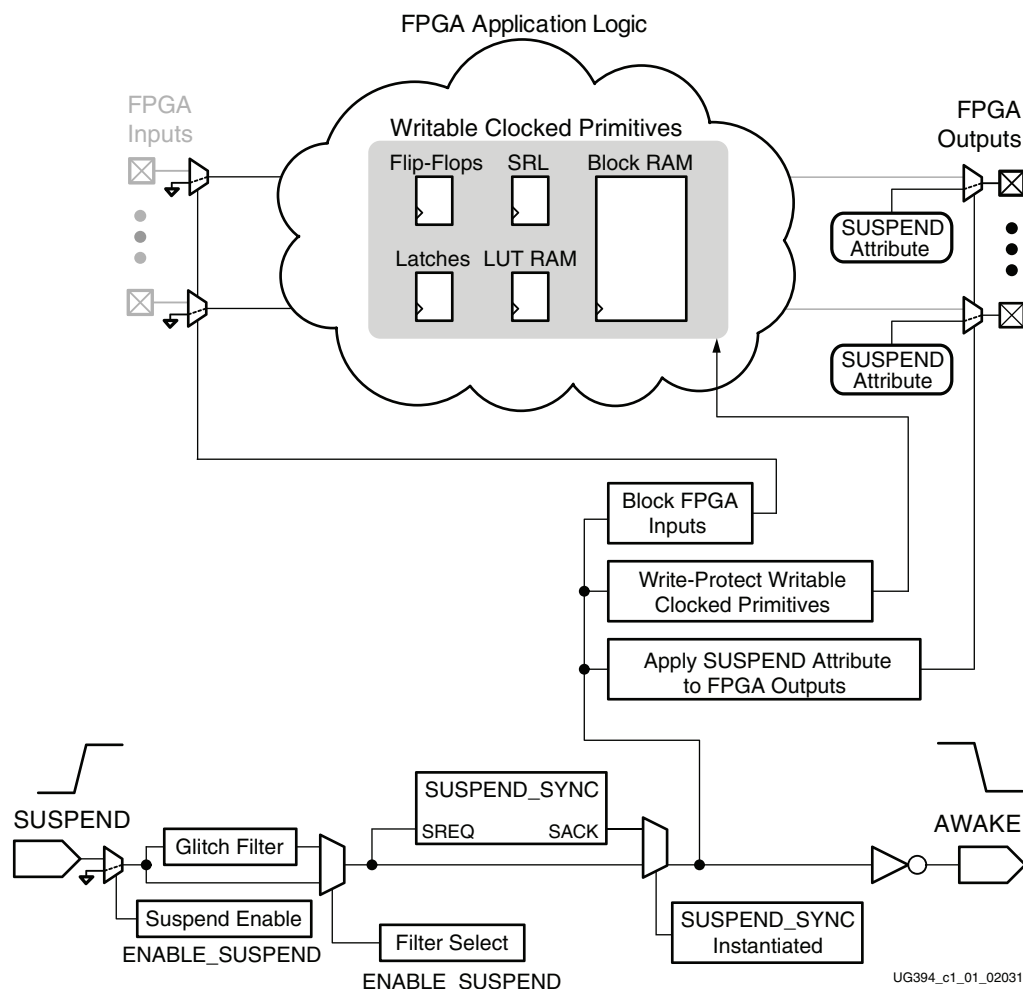 FPGA Application Logic
FPGA
Inputs
FPGA
Outputs
Writable Clocked Primitives
Flip-Flops
SRL
Block RAM
Latches
LUT RAM
SUSPEND
Attribute
SUSPEND
Attribute
Block FPGA
Inputs
Write-Protect Writable
Clocked Primitives
Apply SUSPEND Attribute
to FPGA Outputs
SUSPEND
AWAKE
SUSPEND_SYNC
SREQ
SACK
Glitch Filter
Suspend Enable
ENABLE_SUSPEND
Filter Select
ENABLE_SUSPEND
SUSPEND_SYNC
Instantiated
UG394_c1_01_02031